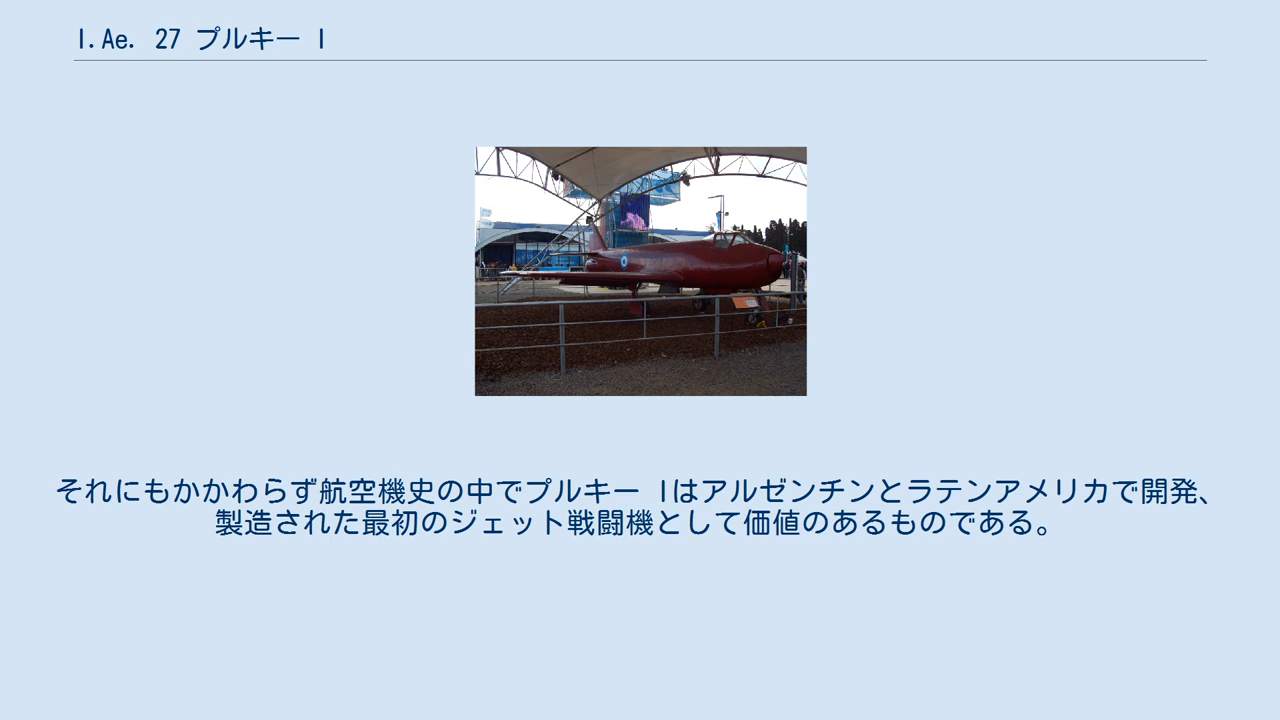 I.Ae. 27 プルキー I
それにもかかわらず航空機史の中でプルキー Iはアルゼンチンとラテンアメリカで開発、
製造された最初のジェット戦闘機として価値のあるものである。